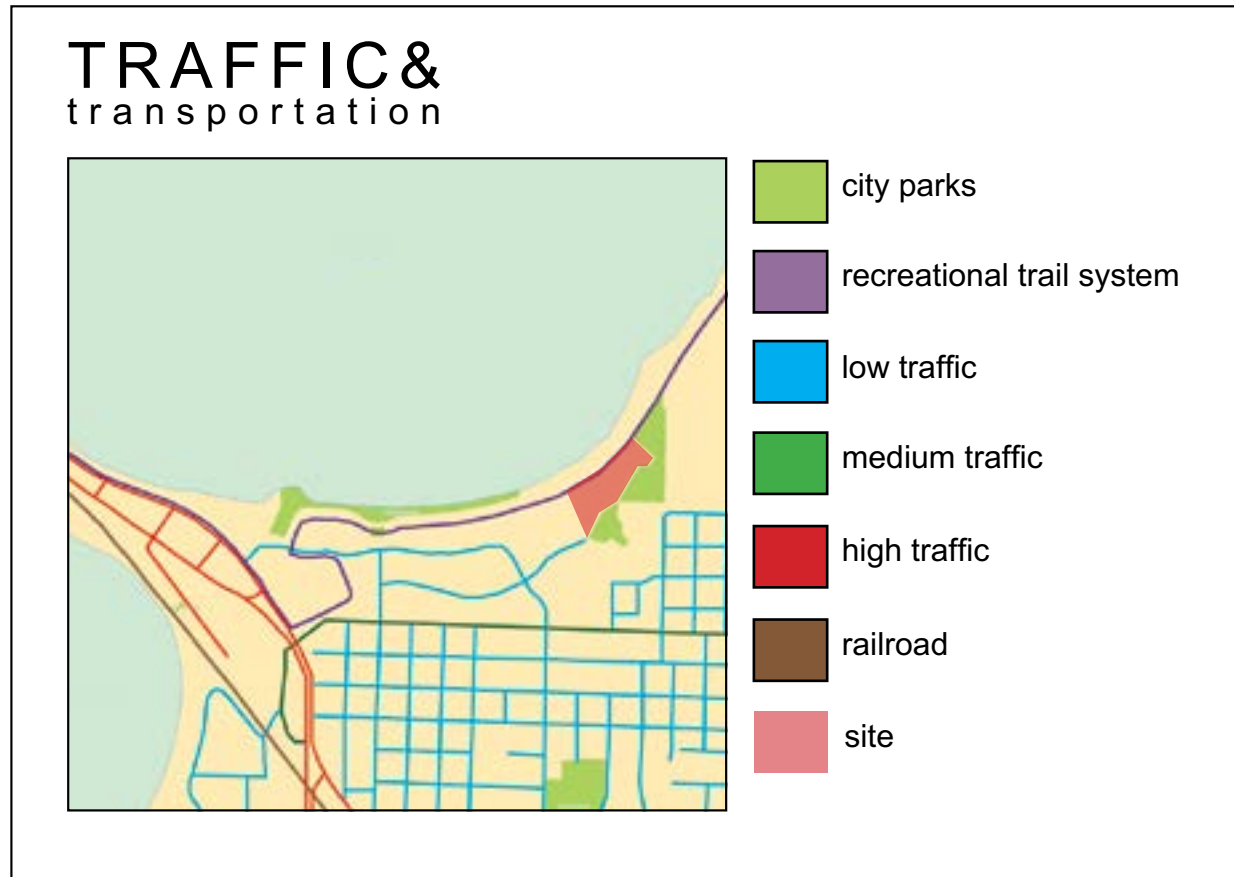 TRAFFIC&
transportation
city parks
recreational trail system
low traffic
medium traffic
high traffic
railroad
site